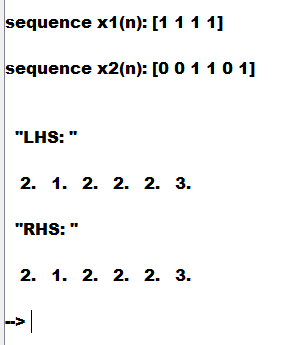 sequence x1(n): [1 1 1 1]
sequence x2(n): [0 0 1 1 0 1]
"LHS: "
2. 1. 2. 2. 2. 3.
"RHS: "
2. 1. 2. 2. 2. 3.
-->